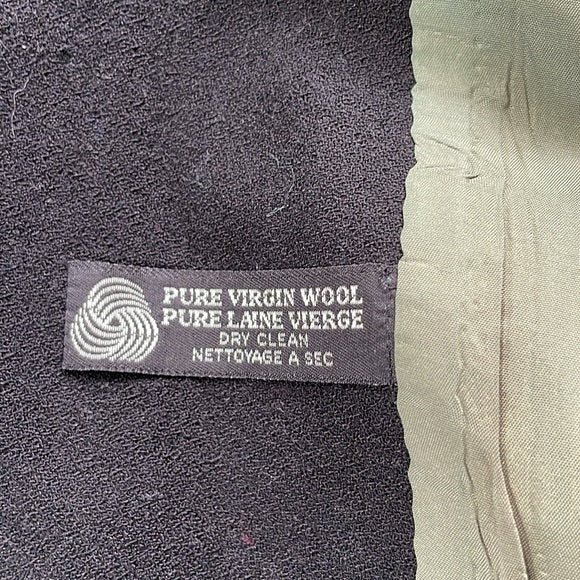 PURE VIRGIN WOOL
PURE LAINE VIERGE
DRY CLEAN
NETTOYAGE A SEC